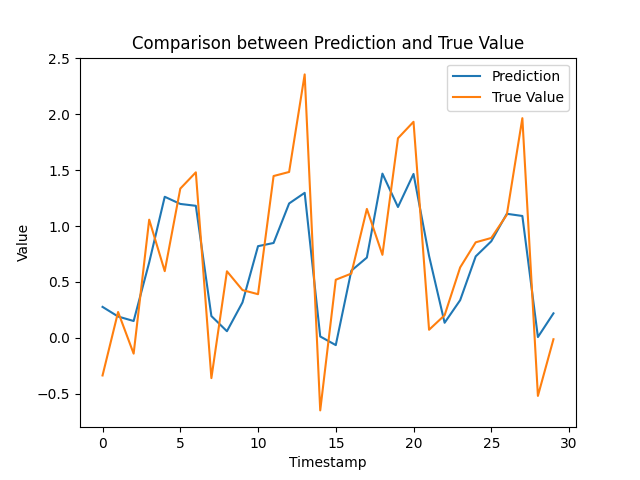 Comparison between Prediction and True Value
Prediction
True Value
2.5
2.0
1.5
1.0
0.5
0.0
−0.5
Value
0 5 10 15 20 25 30
Timestamp